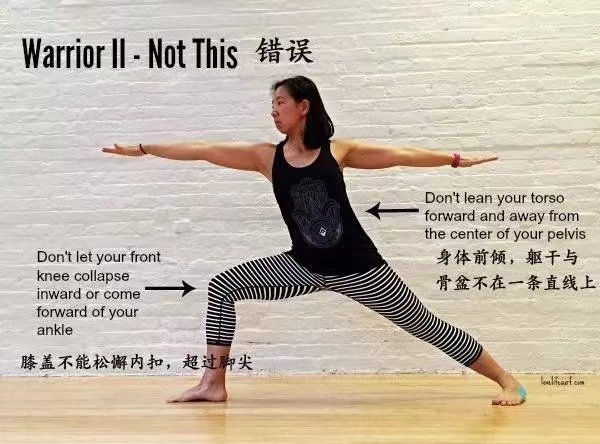 Warrior II - Not This 错误
Don't lean your torso
forward and away from
the center of your pelvis
身体前倾，躯干与
骨盆不在一条直线上
Don't let your front
knee collapse
inward or come
forward of your
ankle
膝盖不能松懈内扣，超过脚尖